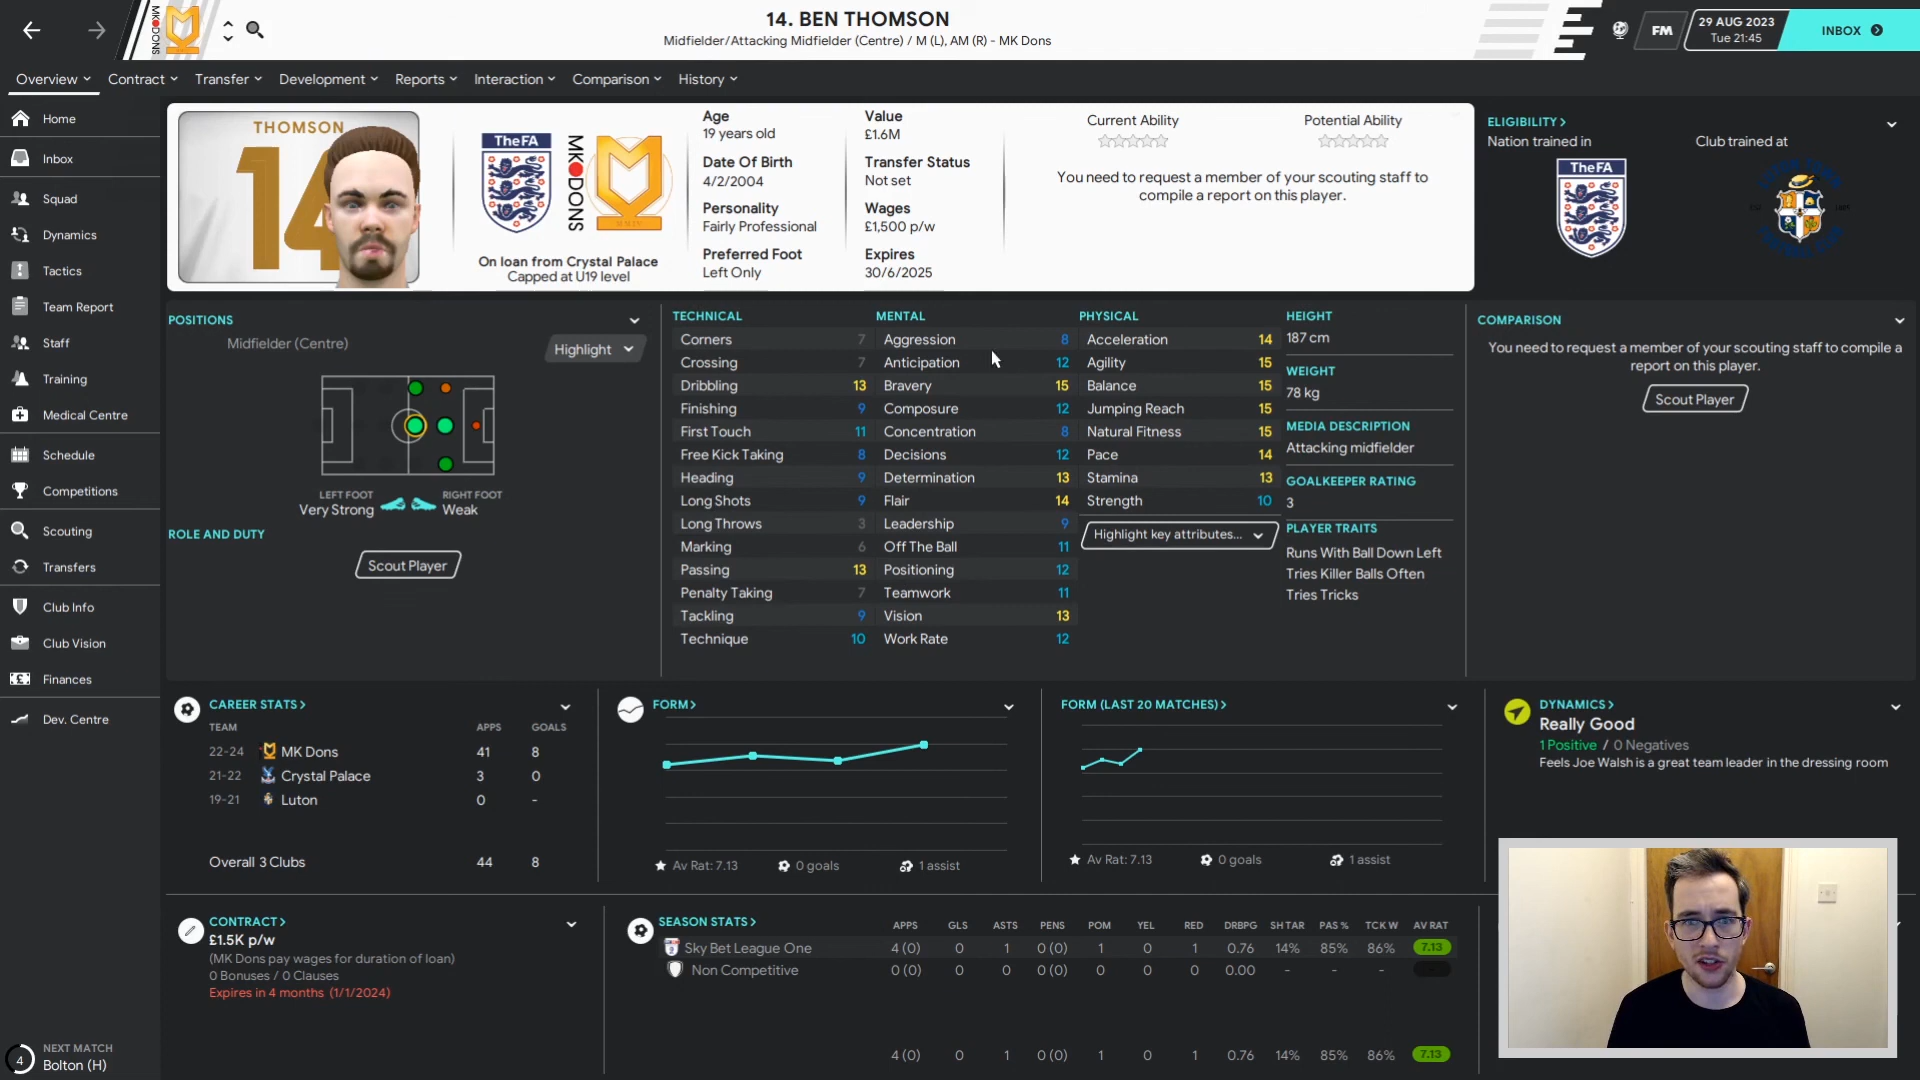 MK DONS
14. BEN THOMSON
Midfielder/Attacking Midfielder (Centre) / M (L), AM (R) - MK Dons
FM
29 AUG 2023
Tue 21:45
INBOX
Overview
Contract
Transfer
Development
Reports
Interaction
Comparison
History
Home
Inbox
Squad
Dynamics
Tactics
Team Report
Staff
Training
Medical Centre
Schedule
Competitions
Scouting
Transfers
Club Info
Club Vision
Finances
Dev. Centre
4
NEXT MATCH
Bolton (H)
THOMSON
14
The FA
MK DONS
On loan from Crystal Palace
Capped at U19 level
Age
19 years old
Date Of Birth
4/2/2004
Personality
Fairly Professional
Preferred Foot
Left Only
Value
£1.6M
Transfer Status
Not set
Wages
£1,500 p/w
Expires
30/6/2025
Current Ability
Potential Ability
You need to request a member of your scouting staff to
compile a report on this player.
ELIGIBILITY >
Nation trained in
Club trained at
The FA
POSITIONS
Midfielder (Centre)
Highlight
LEFT FOOT
Very Strong
RIGHT FOOT
Weak
ROLE AND DUTY
Scout Player
TECHNICAL
Corners 7
Crossing 7
Dribbling 13
Finishing 9
First Touch 11
Free Kick Taking 8
Heading 9
Long Shots 9
Long Throws 3
Marking 6
Passing 13
Penalty Taking 7
Tackling 9
Technique 10
MENTAL
Aggression 8
Anticipation 12
Bravery 15
Composure 12
Concentration 8
Decisions 12
Determination 13
Flair 14
Leadership 9
Off The Ball 11
Positioning 12
Teamwork 11
Vision 13
Work Rate 12
PHYSICAL
Acceleration 14
Agility 15
Balance 15
Jumping Reach 15
Natural Fitness 15
Pace 14
Stamina 13
Strength 10
Highlight key attributes...
HEIGHT
187 cm
WEIGHT
78 kg
MEDIA DESCRIPTION
Attacking midfielder
GOALKEEPER RATING
3
PLAYER TRAITS
Runs With Ball Down Left
Tries Killer Balls Often
Tries Tricks
COMPARISON
You need to request a member of your scouting staff to compile a
report on this player.
Scout Player
CAREER STATS >
TEAM APPS GOALS
22-24 MK Dons 41 8
21-22 Crystal Palace 3 0
19-21 Luton 0 -
Overall 3 Clubs 44 8
FORM >
Av Rat: 7.13 0 goals 1 assist
FORM (LAST 20 MATCHES) >
Av Rat: 7.13 0 goals 1 assist
DYNAMICS >
Really Good
1 Positive / 0 Negatives
Feels Joe Walsh is a great team leader in the dressing room
CONTRACT >
£1.5K p/w
(MK Dons pay wages for duration of loan)
0 Bonuses / 0 Clauses
Expires in 4 months (1/1/2024)
SEASON STATS > APPS GLS ASTS PENS POM YEL RED DRBPG SH TAR PAS % TCK W AV RAT
Sky Bet League One 4 (0) 0 1 0 (0) 1 0 1 0.76 14% 85% 86% 7.13
Non Competitive 0 (0) 0 0 0 (0) 0 0 0 0.00 - - -
4 (0) 0 1 0 (0) 1 0 1 0.76 14% 85% 86% 7.13